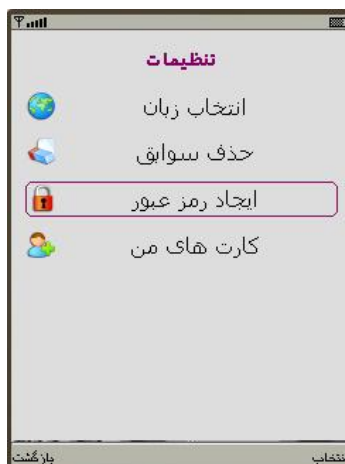 تنظیمات
انتخاب زبان
حذف سوابق
ایجاد رمز عبور
کارت های من
انتخاب
بازگشت